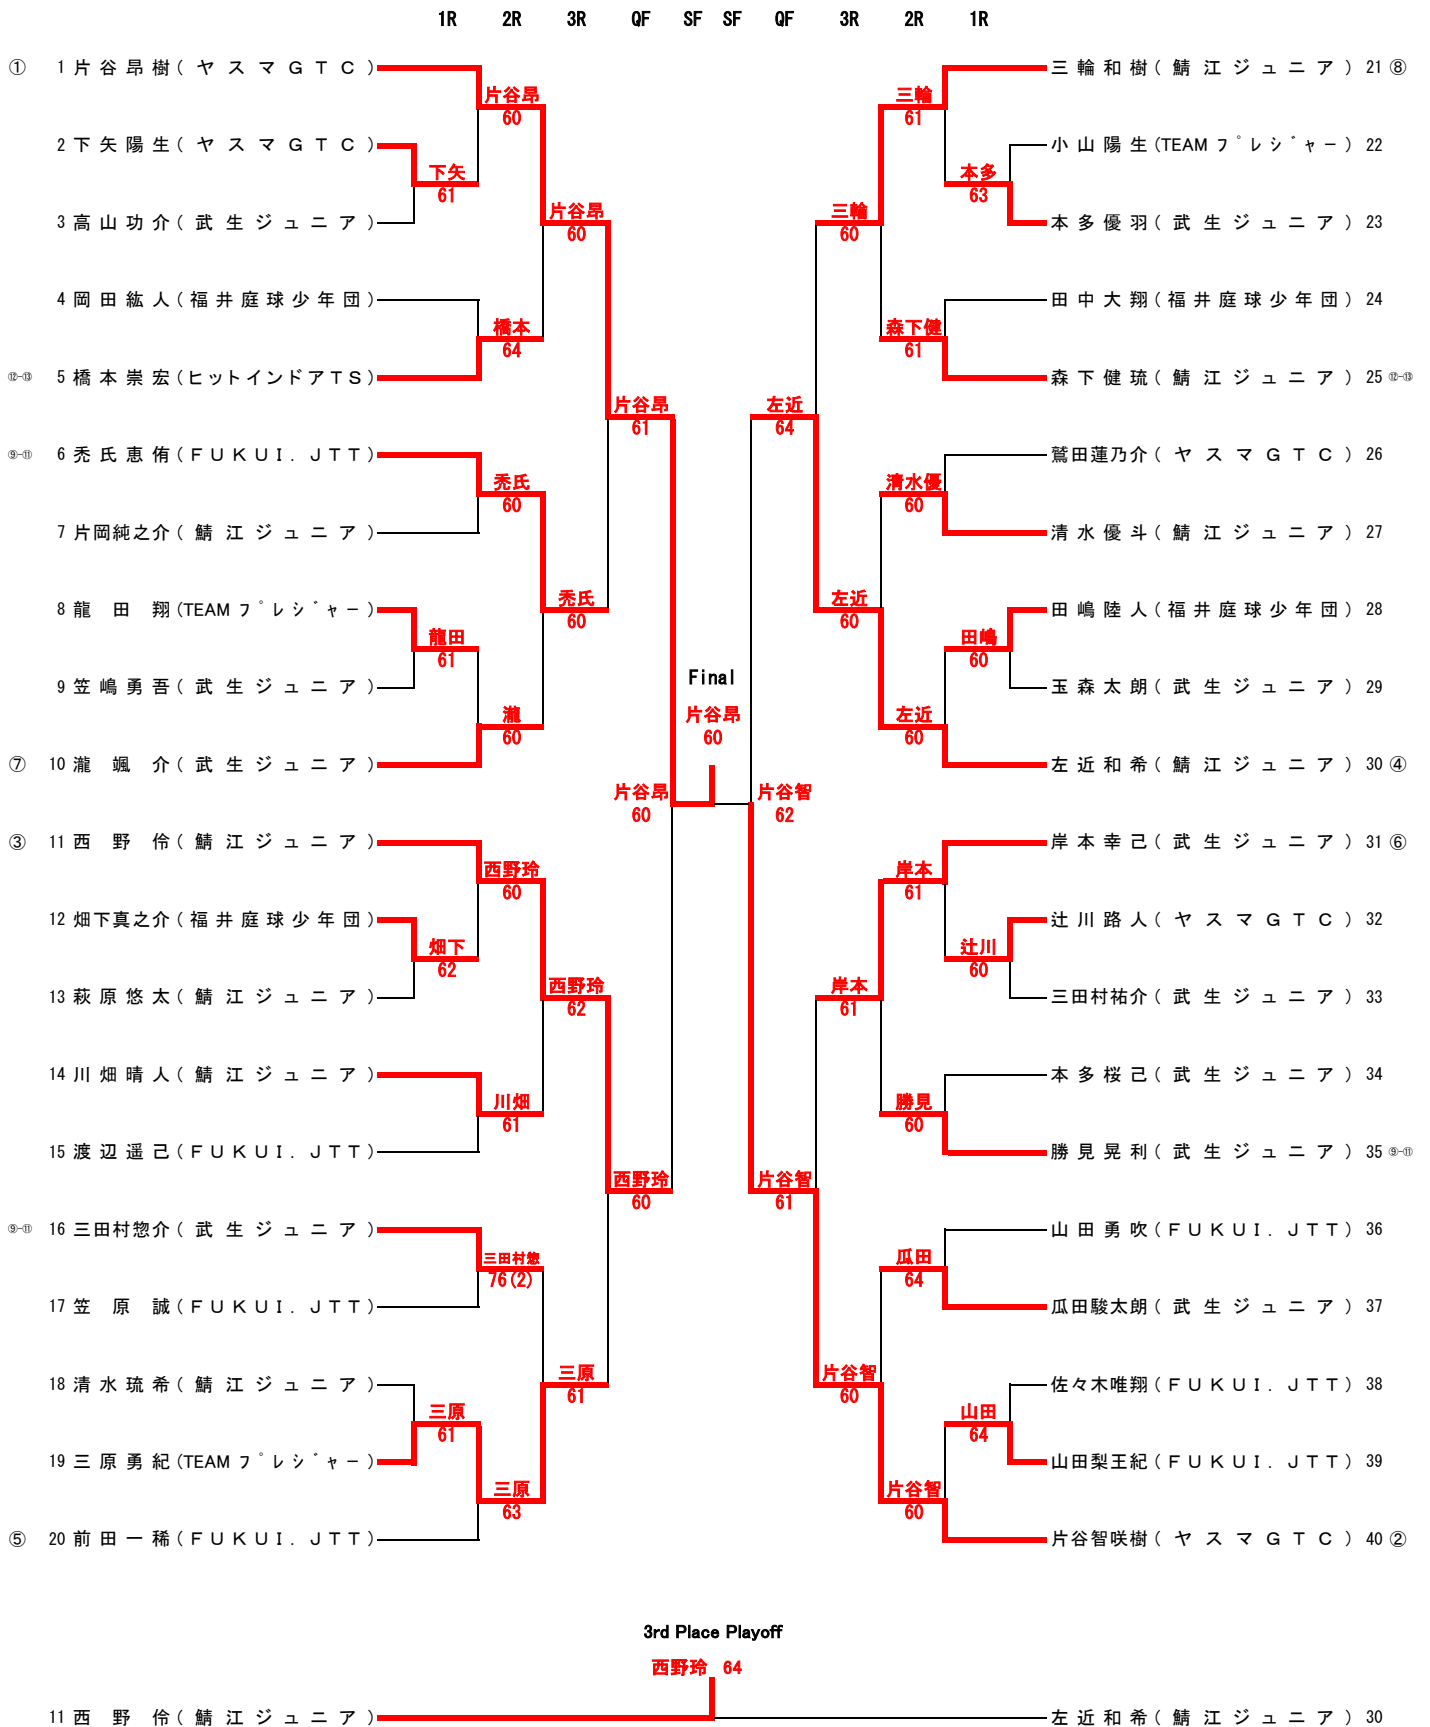 1R 2R 3R QF SF SF QF 3R 2R 1R
① 1 片谷昂樹(ヤスマGTC) 三輪和樹(鯖江ジュニア) 21 ⑧
片谷昂 三輪
60 61
2 下矢陽生(ヤスマGTC) 小山陽生(TEAMプレジャー) 22
下矢 本多
61 63
3 高山功介(武生ジュニア) 片谷昂 三輪 本多優羽(武生ジュニア) 23
60 60
4 岡田紘人(福井庭球少年団) 田中大翔(福井庭球少年団) 24
橋本 森下健
64 61
⑫-⑬ 5 橋本崇宏(ヒットインドアTS) 森下健琉(鯖江ジュニア) 25 ⑫-⑬
片谷昂 左近
61 64
⑨-⑪ 6 禿氏恵侑(FUKUI.JTT) 鷲田蓮乃介(ヤスマGTC) 26
禿氏 清水優
60 60
7 片岡純之介(鯖江ジュニア) 清水優斗(鯖江ジュニア) 27
禿氏 左近
8 龍田翔(TEAMプレジャー) 60 60 田嶋陸人(福井庭球少年団) 28
龍田 田嶋
61 60
Final
9 笠嶋勇吾(武生ジュニア) 玉森太朗(武生ジュニア) 29
瀧 片谷昂 左近
60 60 60
⑦ 10 瀧颯介(武生ジュニア) 左近和希(鯖江ジュニア) 30 ④
片谷昂 片谷智
60 62
③ 11 西野伶(鯖江ジュニア) 岸本幸己(武生ジュニア) 31 ⑥
西野玲 岸本
60 61
12 畑下真之介(福井庭球少年団) 辻川路人(ヤスマGTC) 32
畑下 辻川
62 60
13 萩原悠太(鯖江ジュニア) 西野玲 岸本 三田村祐介(武生ジュニア) 33
62 61
14 川畑晴人(鯖江ジュニア) 本多桜己(武生ジュニア) 34
川畑 勝見
61 60
15 渡辺遥己(FUKUI.JTT) 勝見晃利(武生ジュニア) 35 ⑨-⑪
西野玲 片谷智
60 61
⑨-⑪ 16 三田村惣介(武生ジュニア) 山田勇吹(FUKUI.JTT) 36
三田村惣 瓜田
76(2) 64
17 笠原誠(FUKUI.JTT) 瓜田駿太朗(武生ジュニア) 37
三原 片谷智
18 清水琉希(鯖江ジュニア) 61 60 佐々木唯翔(FUKUI.JTT) 38
三原 山田
61 64
19 三原勇紀(TEAMプレジャー) 山田梨王紀(FUKUI.JTT) 39
三原 片谷智
63 60
⑤ 20 前田一稀(FUKUI.JTT) 片谷智咲樹(ヤスマGTC) 40 ②
3rd Place Playoff
西野玲 64
11 西野伶(鯖江ジュニア) 左近和希(鯖江ジュニア) 30